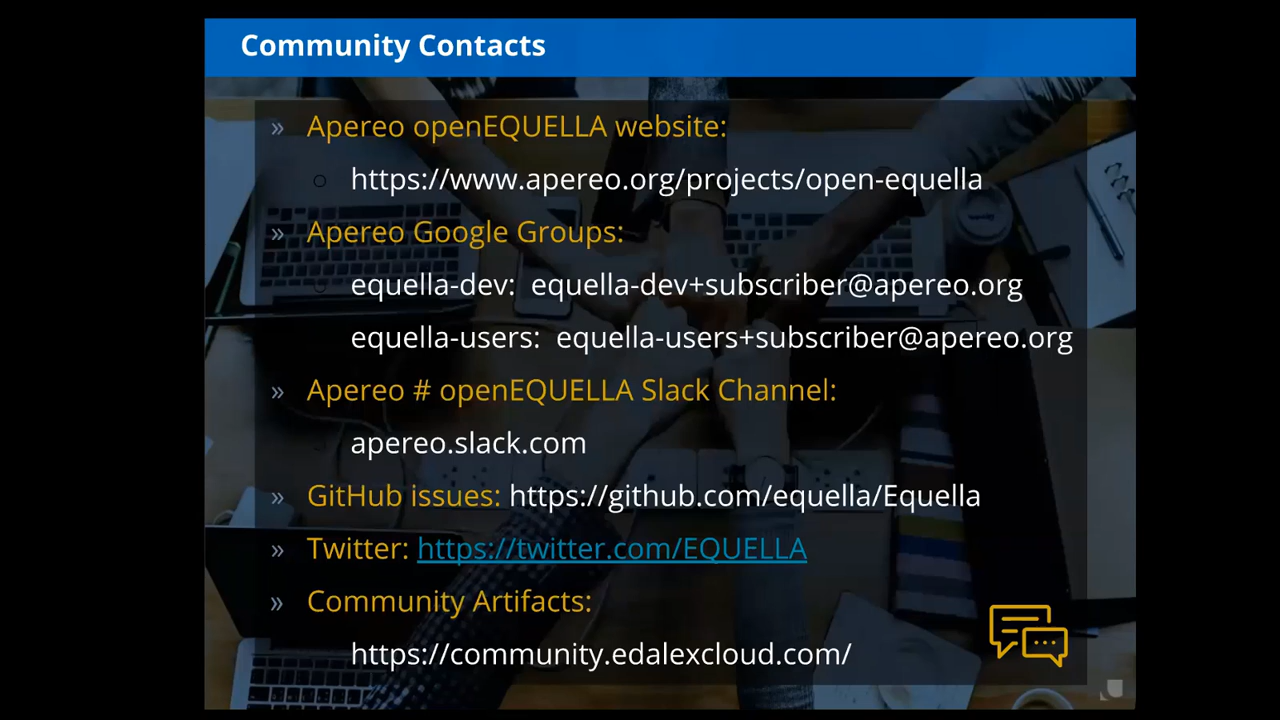 Community Contacts
» Apereo openEQUELLA website:
○ https://www.apereo.org/projects/open-equella
» Apereo Google Groups:
○ equella-dev: equella-dev+subscriber@apereo.org
equella-users: equella-users+subscriber@apereo.org
» Apereo # openEQUELLA Slack Channel:
apereo.slack.com
» GitHub issues: https://github.com/equella/Equella
» Twitter: https://twitter.com/EQUELLA
» Community Artifacts:
https://community.edalexcloud.com/